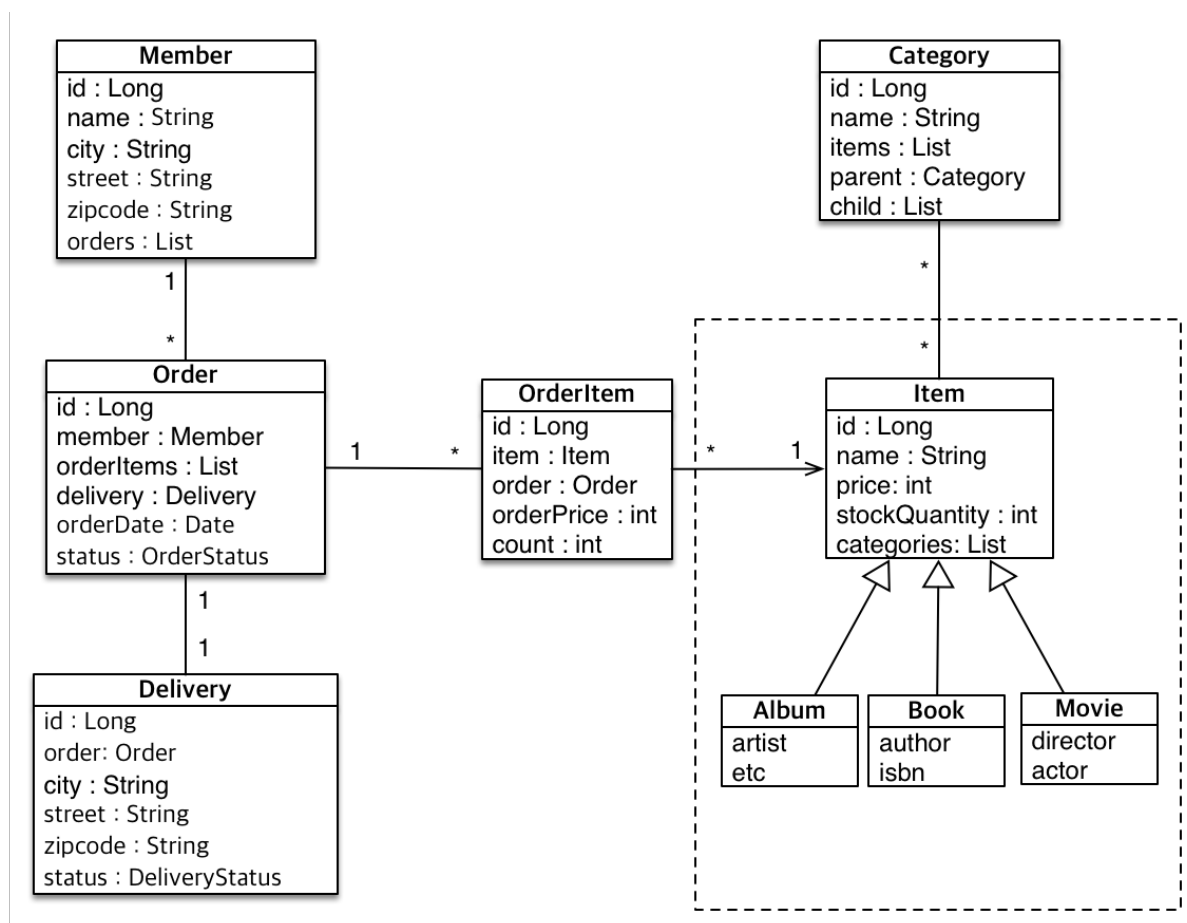 Member
id : Long
name : String
city : String
street : String
zipcode : String
orders : List
Category
id : Long
name : String
items : List
parent : Category
child : List
1
*
*
*
Order
id : Long
member : Member
orderItems : List
delivery : Delivery
orderDate : Date
status : OrderStatus
1
*
OrderItem
id : Long
item : Item
order : Order
orderPrice : int
count : int
*
1
Item
id : Long
name : String
price: int
stockQuantity : int
categories: List
1
1
Delivery
id : Long
order: Order
city : String
street : String
zipcode : String
status : DeliveryStatus
Album
artist
etc
Book
author
isbn
Movie
director
actor